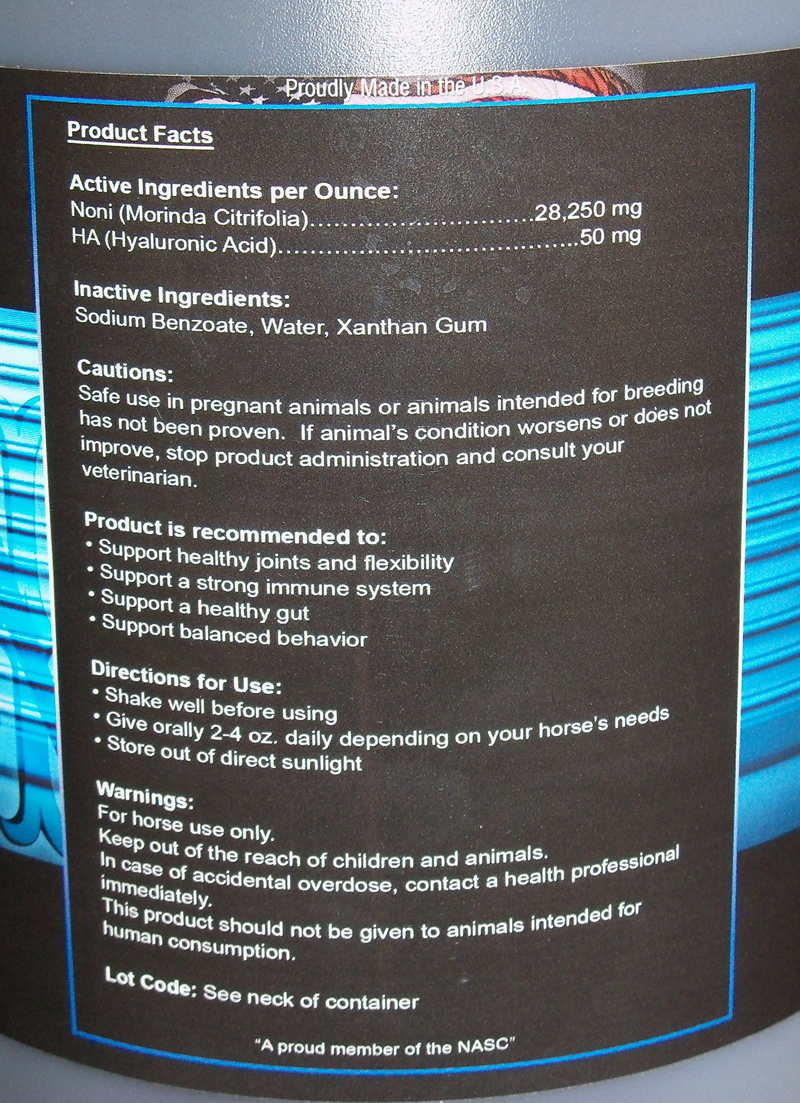 Proudly Made in the U.S.A.
Product Facts
Active Ingredients per Ounce:
Noni (Morinda Citrifolia)..............................28,250 mg
HA (Hyaluronic Acid)........................................50 mg
Inactive Ingredients:
Sodium Benzoate, Water, Xanthan Gum
Cautions:
Safe use in pregnant animals or animals intended for breeding
has not been proven. If animal's condition worsens or does not
improve, stop product administration and consult your
veterinarian.
Product is recommended to:
• Support healthy joints and flexibility
• Support a strong immune system
• Support a healthy gut
• Support balanced behavior
Directions for Use:
• Shake well before using
• Give orally 2-4 oz. daily depending on your horse's needs
• Store out of direct sunlight
Warnings:
For horse use only.
Keep out of the reach of children and animals.
In case of accidental overdose, contact a health professional
immediately.
This product should not be given to animals intended for
human consumption.
Lot Code: See neck of container
"A proud member of the NASC"